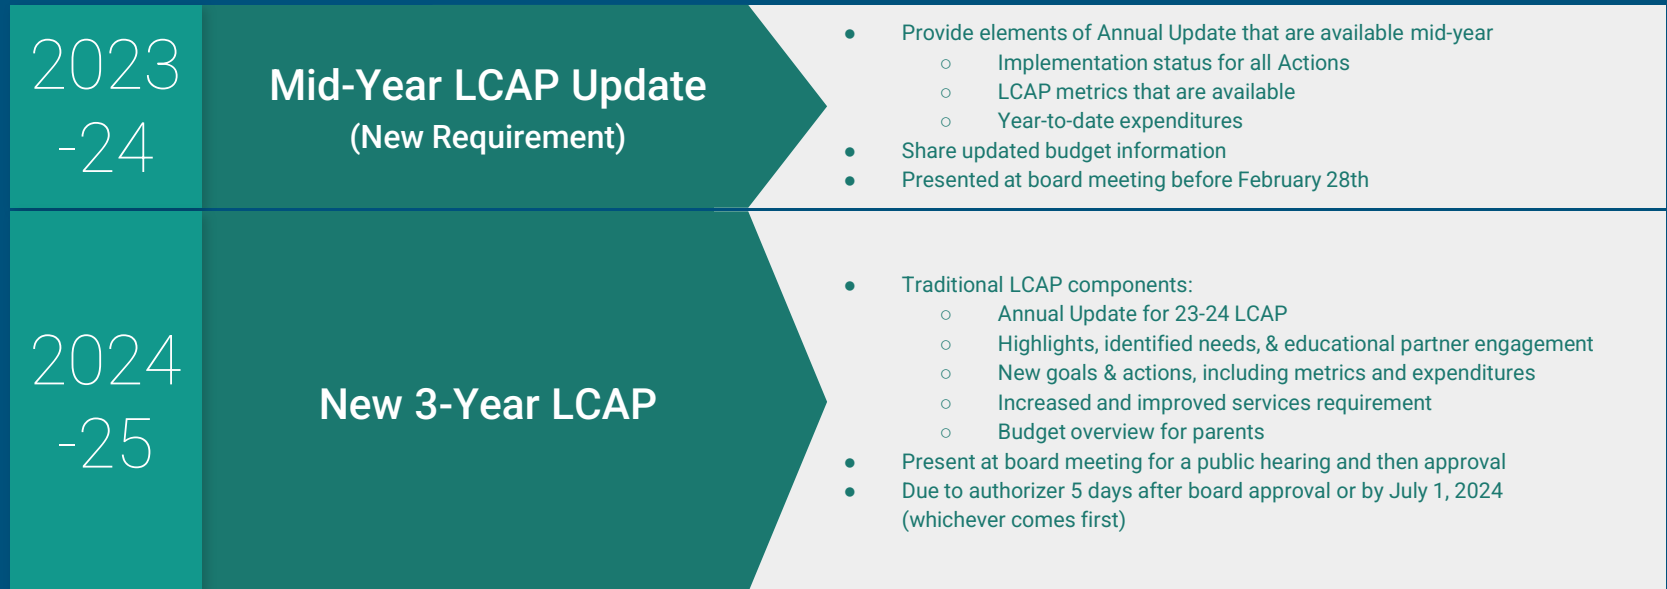 2023
-24
Mid-Year LCAP Update
(New Requirement)
● Provide elements of Annual Update that are available mid-year
○ Implementation status for all Actions
○ LCAP metrics that are available
○ Year-to-date expenditures
● Share updated budget information
● Presented at board meeting before February 28th
2024
-25
New 3-Year LCAP
● Traditional LCAP components:
○ Annual Update for 23-24 LCAP
○ Highlights, identified needs, & educational partner engagement
○ New goals & actions, including metrics and expenditures
○ Increased and improved services requirement
○ Budget overview for parents
● Present at board meeting for a public hearing and then approval
● Due to authorizer 5 days after board approval or by July 1, 2024
(whichever comes first)